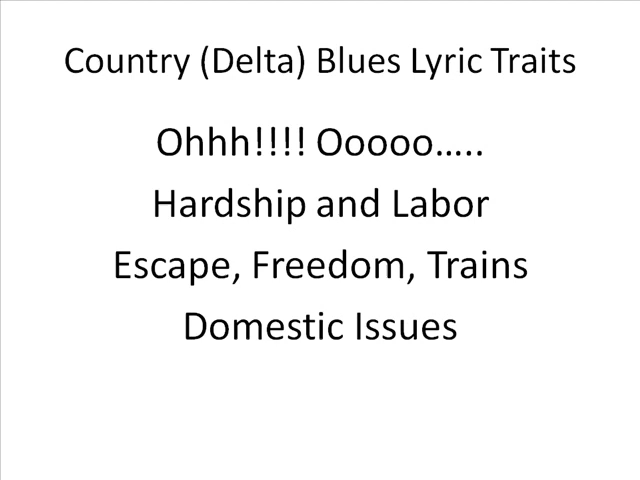 Country (Delta) Blues Lyric Traits
Ohhh!!!! Ooooo…..
Hardship and Labor
Escape, Freedom, Trains
Domestic Issues